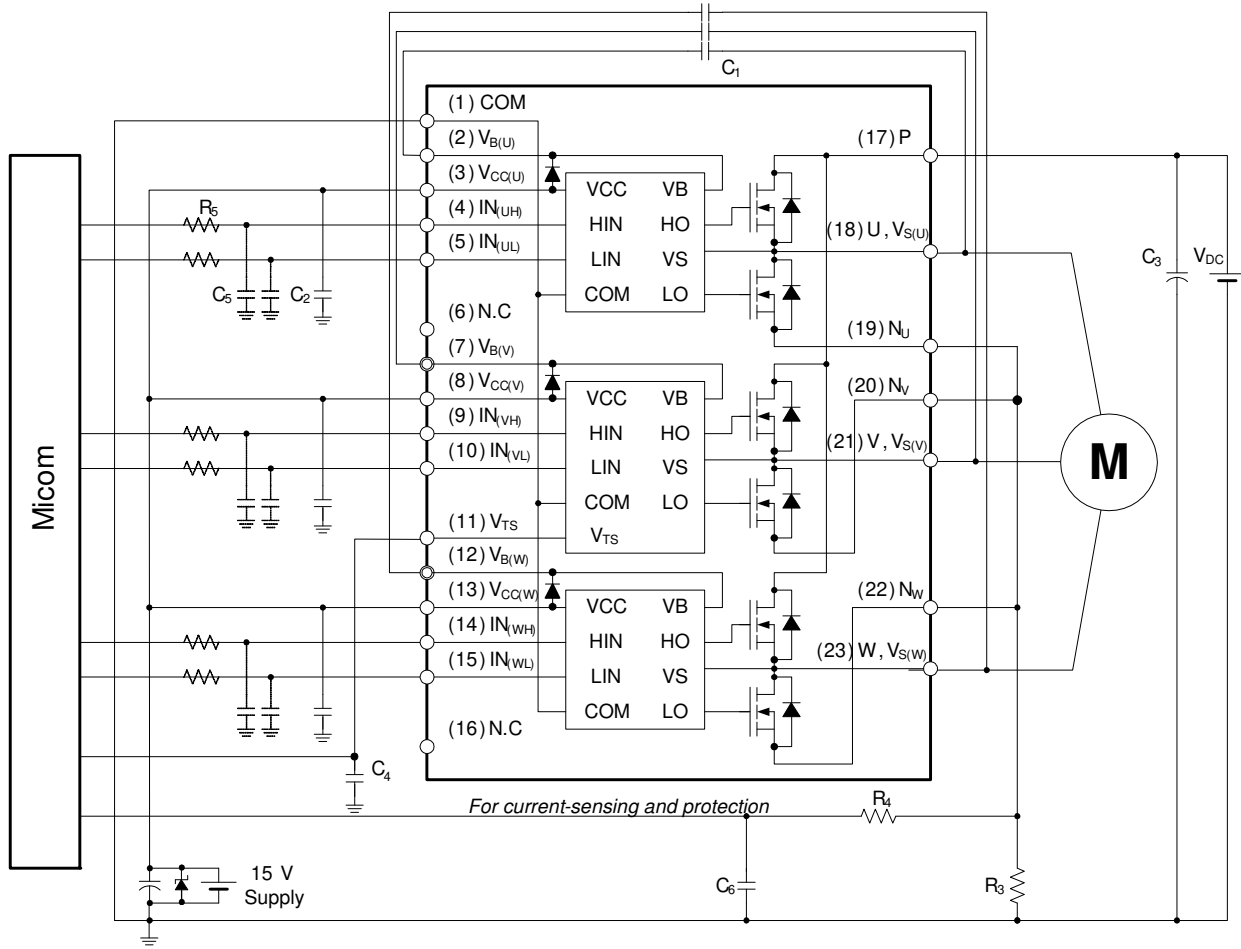 C1
(1) COM
(2) VB(U)
(3) VCC(U)
(4) IN(UH)
(5) IN(UL)
(6) N.C
(7) VB(V)
(8) VCC(V)
(9) IN(VH)
(10) IN(VL)
(11) VTS
(12) VB(W)
(13) VCC(W)
(14) IN(WH)
(15) IN(WL)
(16) N.C
VCC VB
HIN HO
LIN VS
COM LO
VCC VB
HIN HO
LIN VS
COM LO
VTS
VCC VB
HIN HO
LIN VS
COM LO
(17) P
(18) U, VS(U)
(19) NU
(20) NV
(21) V, VS(V)
(22) NW
(23) W, VS(W)
Micom
R5
C5
C2
C4
15 V
Supply
For current-sensing and protection
R4
C6
R3
C3
VDC
M